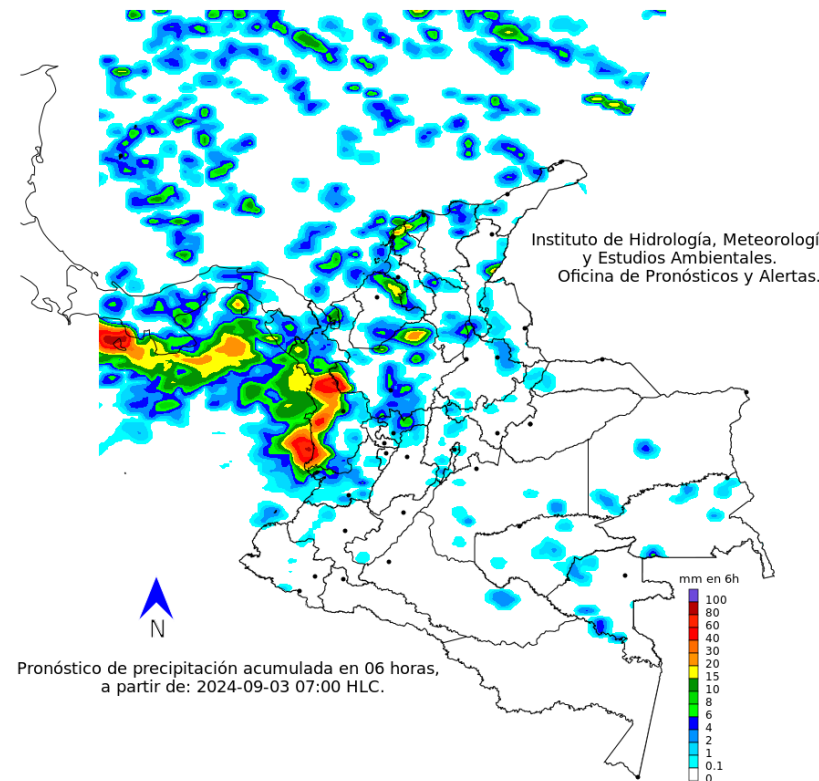 Instituto de Hidrología, Meteorologí
y Estudios Ambientales.
Oficina de Pronósticos y Alertas.
N
mm en 6h
100
80
60
40
30
20
15
10
8
6
4
2
1
0.1
0
Pronóstico de precipitación acumulada en 06 horas,
a partir de: 2024-09-03 07:00 HLC.